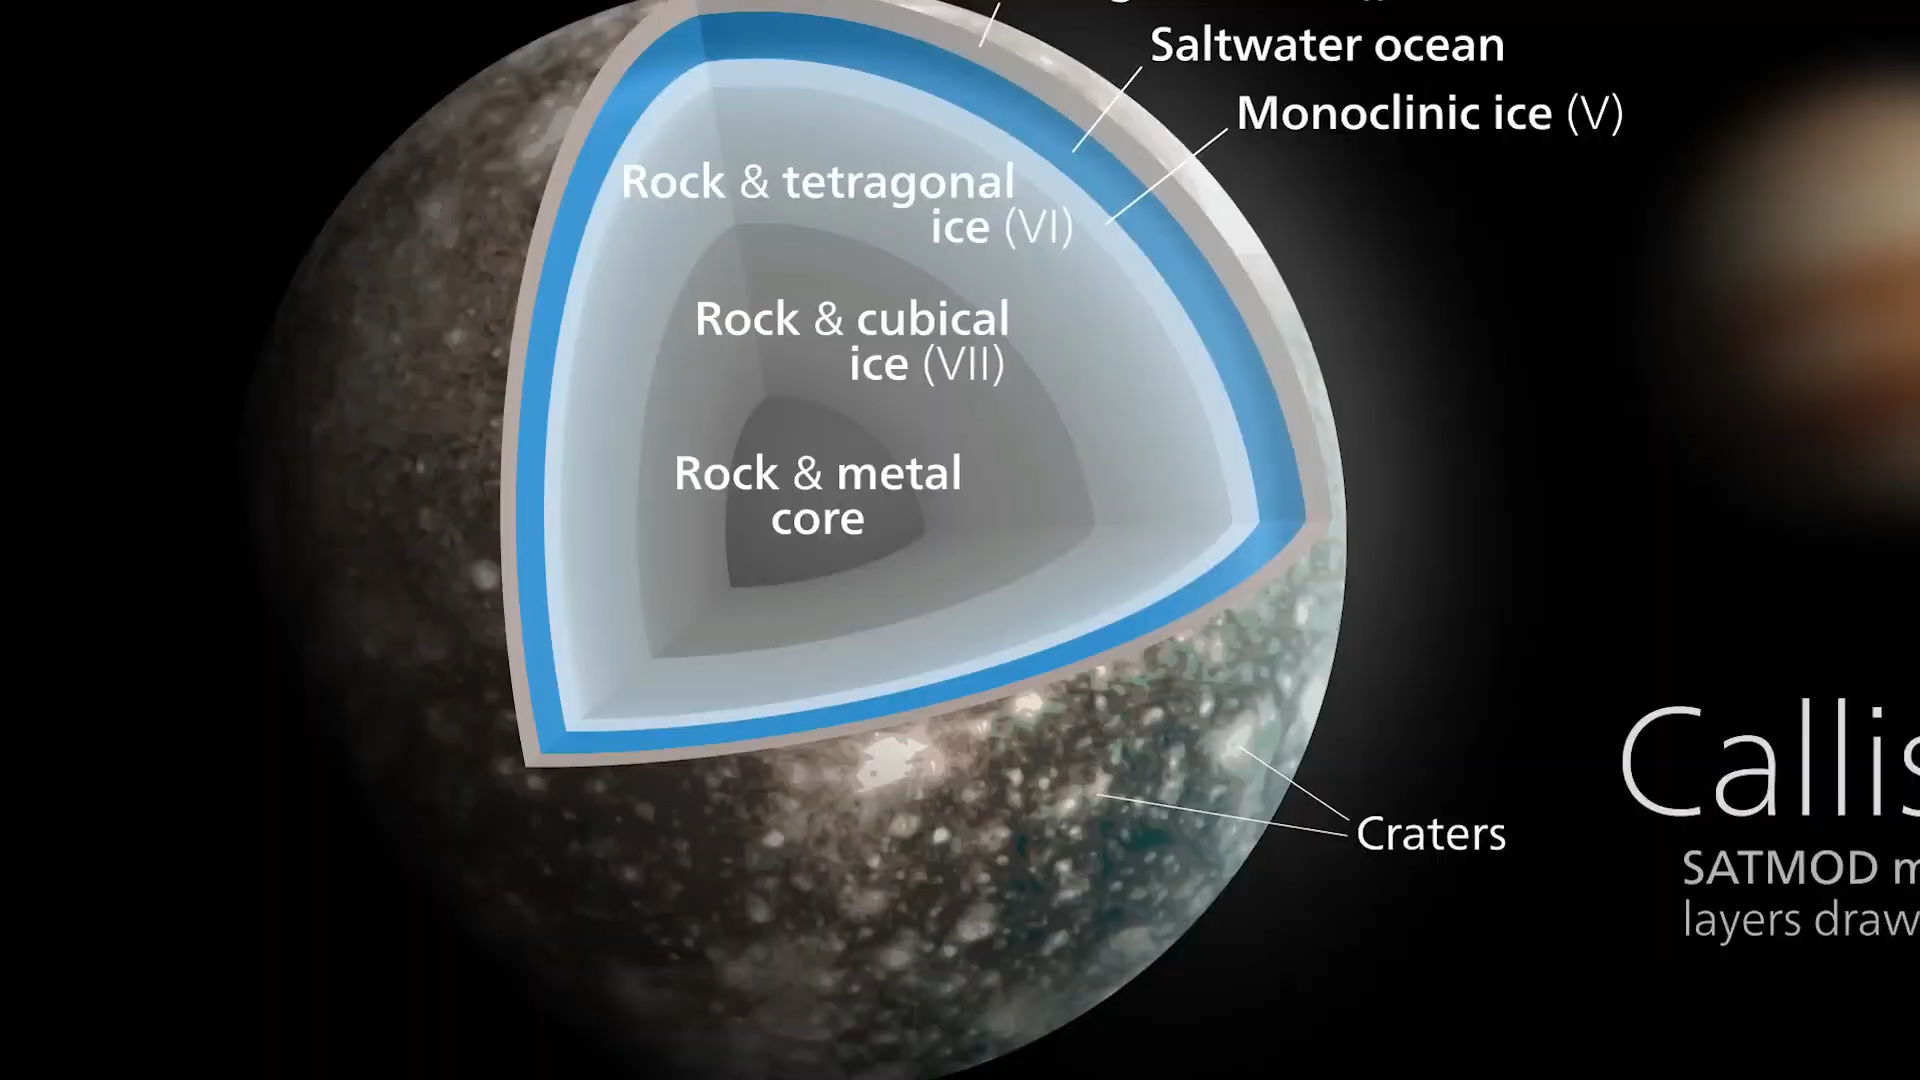 Saltwater ocean
Monoclinic ice (V)
Rock & tetragonal
ice (VI)
Rock & cubical
ice (VII)
Rock & metal
core
Craters
Callis
SATMOD m
layers draw